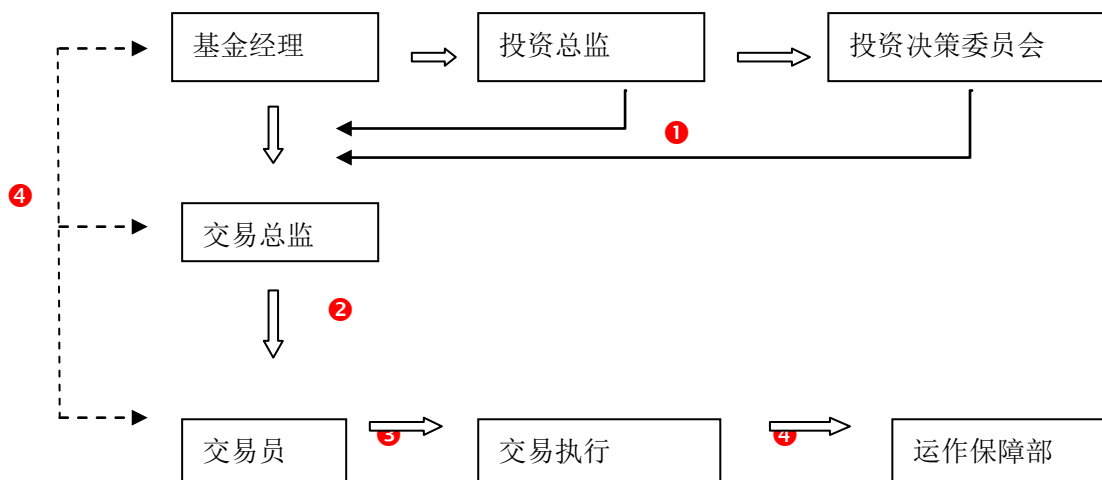 基金经理
投资总监
投资决策委员会
❶
❹
交易总监
❷
交易员
❸
交易执行
❹
运作保障部